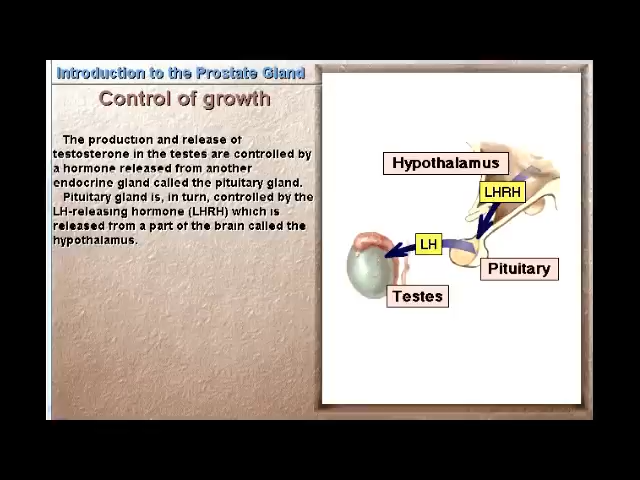 Introduction to the Prostate Gland
Control of growth
The production and release of
testosterone in the testes are controlled by
a hormone released from another
endocrine gland called the pituitary gland.
Pituitary gland is, in turn, controlled by the
LH-releasing hormone (LHRH) which is
released from a part of the brain called the
hypothalamus.
Hypothalamus
LHRH
LH
Pituitary
Testes